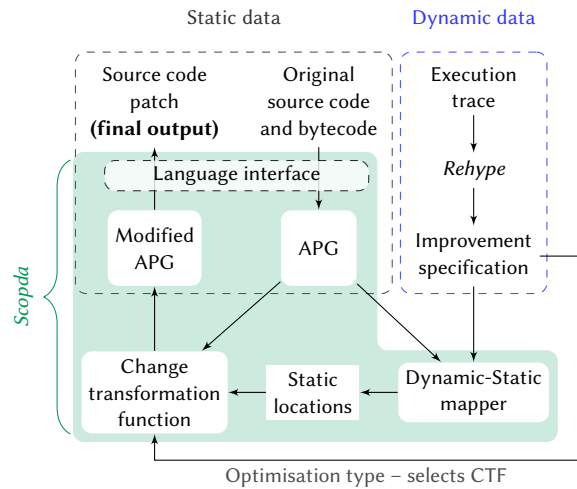 Static data
Dynamic data
Source code
patch
(final output)
Original
source code
and bytecode
Execution
trace
Language interface
Rehype
Modified
APG
APG
Improvement
specification
Scopda
Change
transformation
function
Static
locations
Dynamic-Static
mapper
Optimisation type – selects CTF